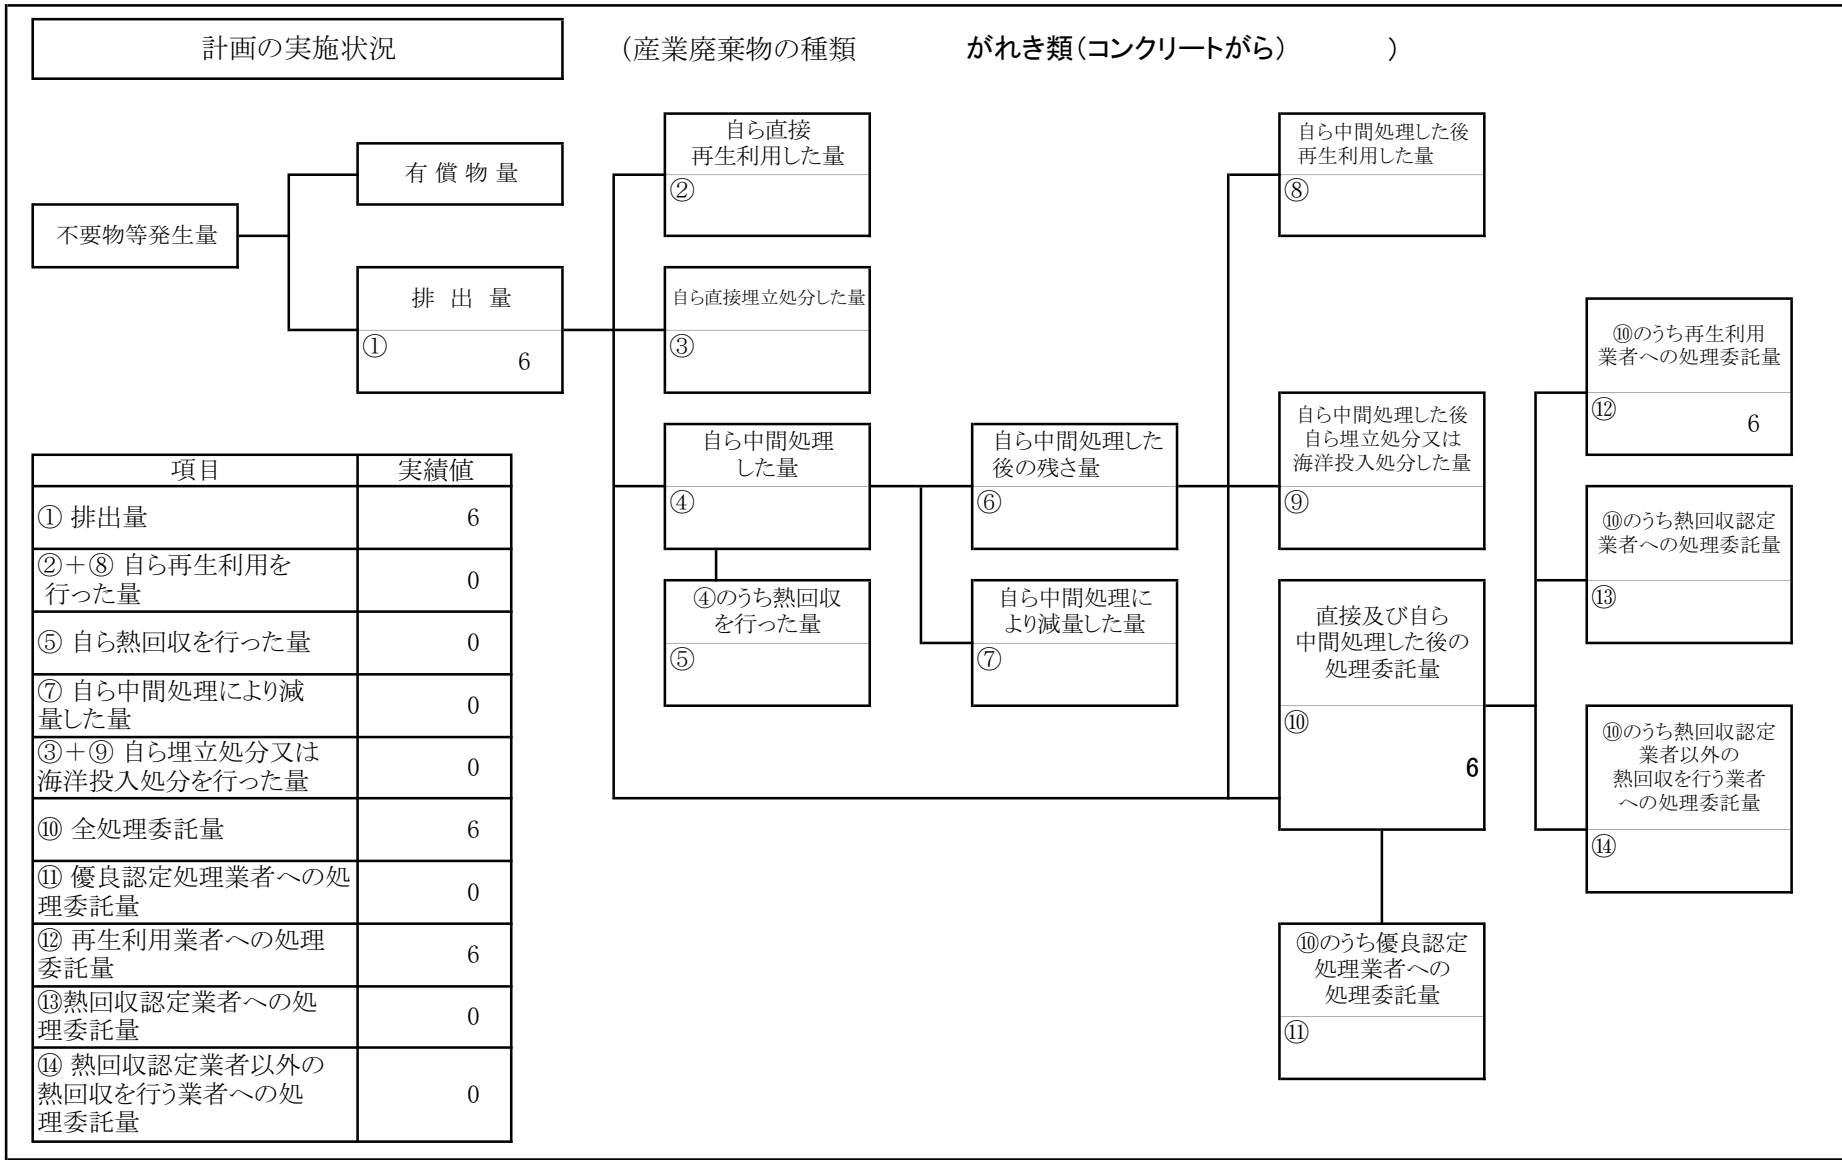 計画の実施状況
(産業廃棄物の種類 がれき類(コンクリートがら) )
有 償 物 量
不要物等発生量
排 出 量
①
6
自ら直接
再生利用した量
②
自ら直接埋立処分した量
③
自ら中間処理
した量
④
④のうち熱回収
を行った量
⑤
自ら中間処理した
後の残さ量
⑥
自ら中間処理に
より減量した量
⑦
自ら中間処理した後
再生利用した量
⑧
自ら中間処理した後
自ら埋立処分又は
海洋投入処分した量
⑨
直接及び自ら
中間処理した後の
処理委託量
⑩
6
⑩のうち優良認定
処理業者への
処理委託量
⑪
⑩のうち再生利用
業者への処理委託量
⑫
6
⑩のうち熱回収認定
業者への処理委託量
⑬
⑩のうち熱回収認定
業者以外の
熱回収を行う業者
への処理委託量
⑭
項目 実績値
① 排出量 6
②+⑧ 自ら再生利用を
行った量 0
⑤ 自ら熱回収を行った量 0
⑦ 自ら中間処理により減
量した量 0
③+⑨ 自ら埋立処分又は
海洋投入処分を行った量 0
⑩ 全処理委託量 6
⑪ 優良認定処理業者への処
理委託量 0
⑫ 再生利用業者への処理
委託量 6
⑬熱回収認定業者への処
理委託量 0
⑭ 熱回収認定業者以外の
熱回収を行う業者への処
理委託量 0